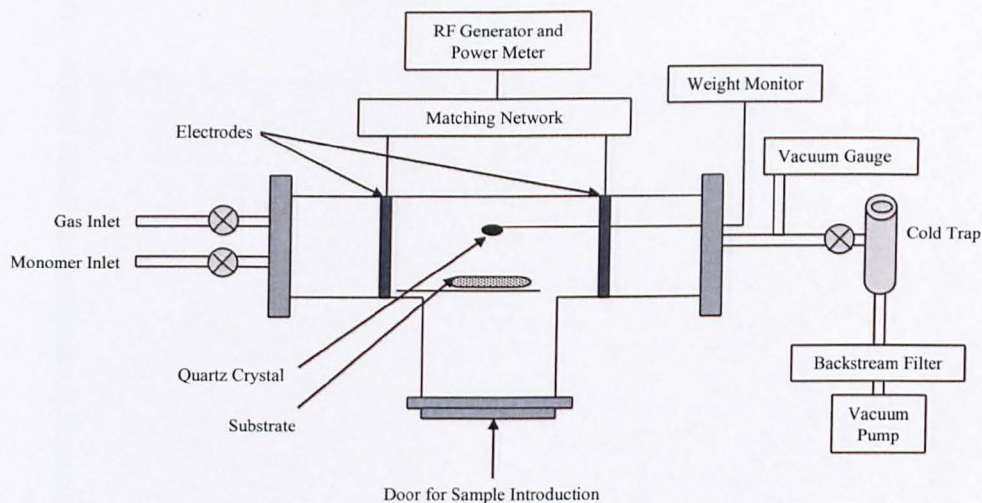 RF Generator and
Power Meter
Weight Monitor
Matching Network
Electrodes
Vacuum Gauge
Gas Inlet
Cold Trap
Monomer Inlet
Quartz Crystal
Backstream Filter
Substrate
Vacuum
Pump
Door for Sample Introduction